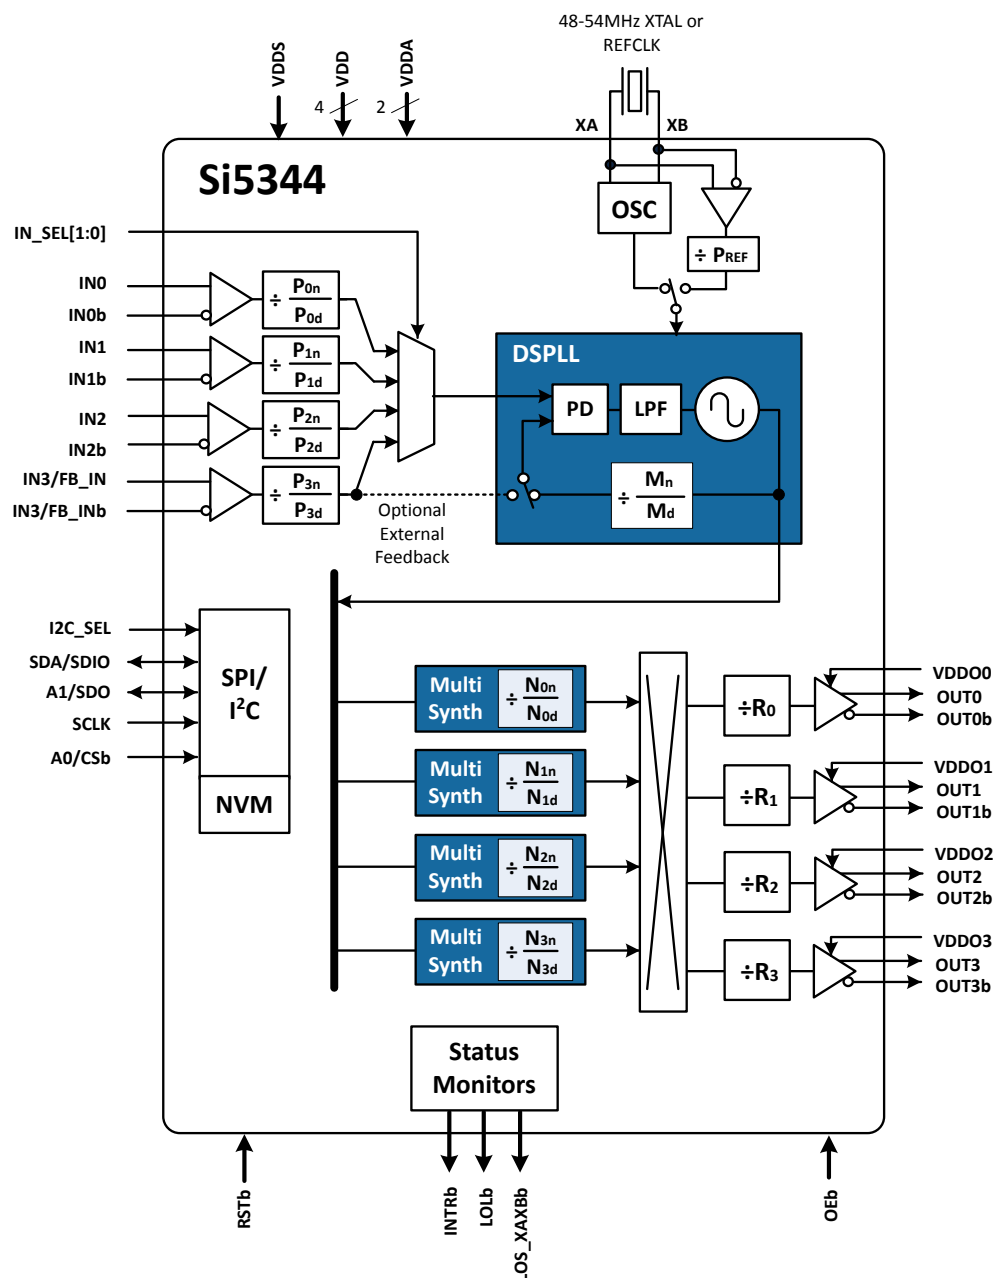 48-54MHz XTAL or
REFCLK
VDDS
VDD
VDDA
4
2
XA
XB
Si5344
OSC
÷ PREF
IN_SEL[1:0]
IN0
IN0b
÷ P0n
P0d
IN1
IN1b
÷ P1n
P1d
IN2
IN2b
÷ P2n
P2d
IN3/FB_IN
IN3/FB_INb
÷ P3n
P3d
Optional
External
Feedback
DSPLL
PD
LPF
÷ Mn
Md
I2C_SEL
SDA/SDIO
A1/SDO
SCLK
A0/CSb
SPI/
I²C
NVM
Multi
Synth
÷ N0n
N0d
Multi
Synth
÷ N1n
N1d
Multi
Synth
÷ N2n
N2d
Multi
Synth
÷ N3n
N3d
÷R0
÷R1
÷R2
÷R3
VDDO0
OUT0
OUT0b
VDDO1
OUT1
OUT1b
VDDO2
OUT2
OUT2b
VDDO3
OUT3
OUT3b
Status
Monitors
RSTb
INTRb
LOLb
LOS_XAXBb
OEb